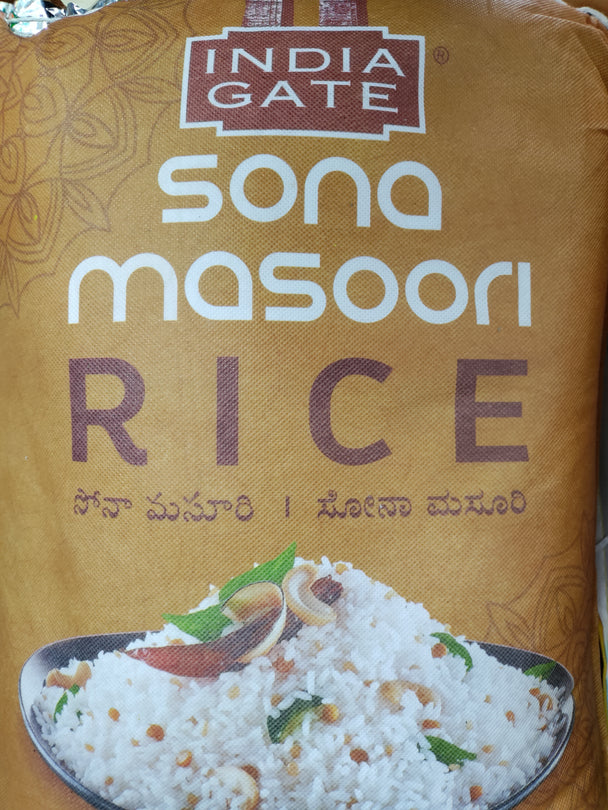 INDIA
GATE ®
sona
masoori
RICE
సోనా మసూరి | ಸೋನಾ ಮಸೂರಿ